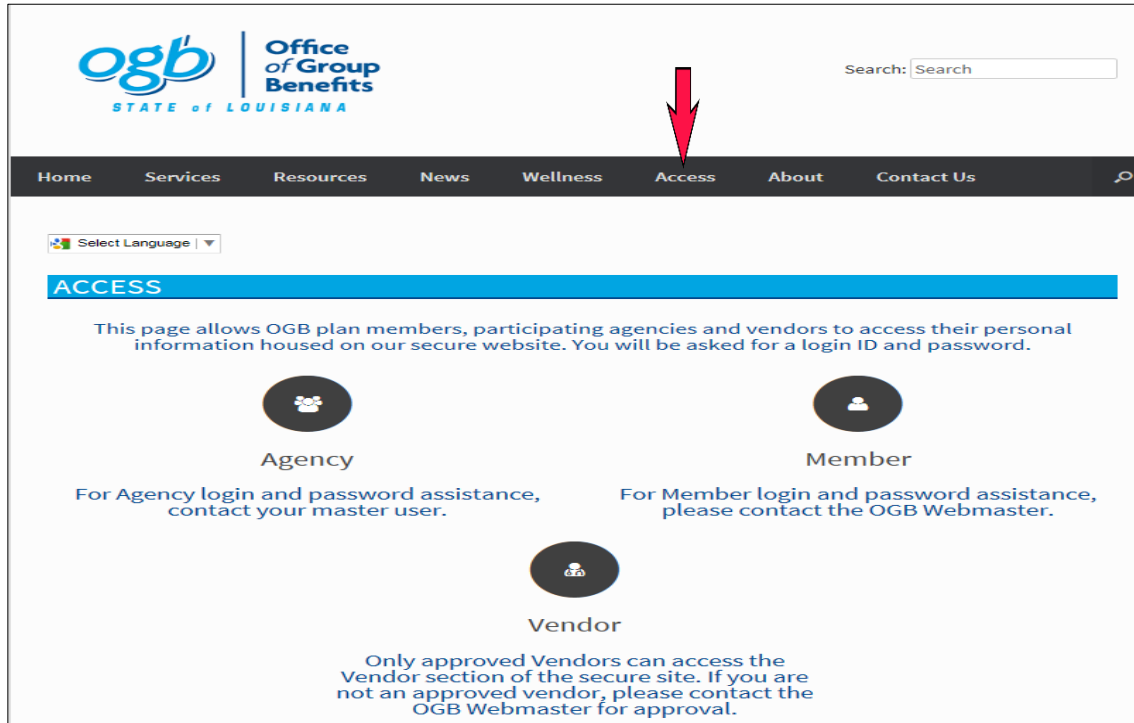 ogb
Office
of Group
Benefits
STATE of LOUISIANA
Search: Search
Home Services Resources News Wellness Access About Contact Us
Select Language
ACCESS
This page allows OGB plan members, participating agencies and vendors to access their personal
information housed on our secure website. You will be asked for a login ID and password.
Agency
For Agency login and password assistance,
contact your master user.
Member
For Member login and password assistance,
please contact the OGB Webmaster.
Vendor
Only approved Vendors can access the
Vendor section of the secure site. If you are
not an approved vendor, please contact the
OGB Webmaster for approval.